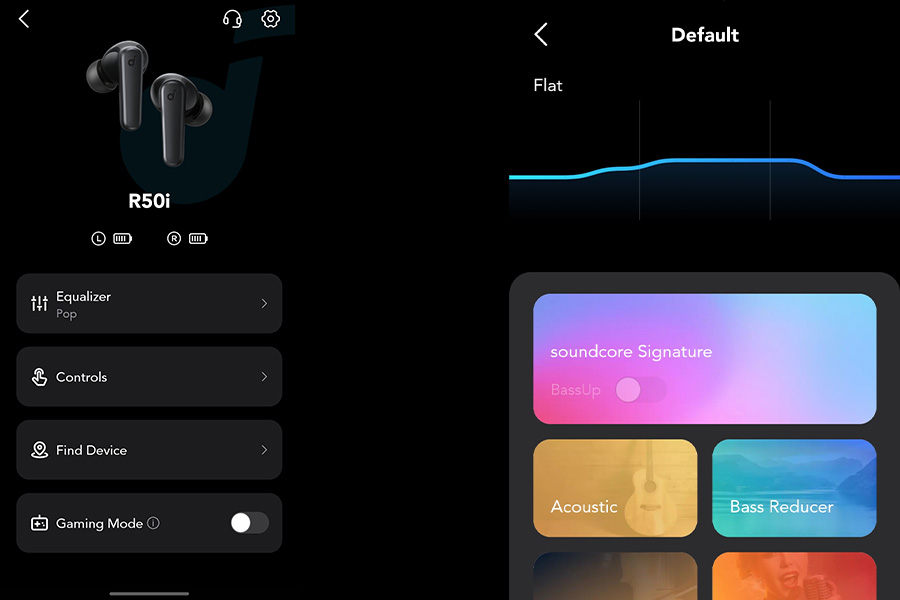 R50i
L
R
Equalizer
Pop
Controls
Find Device
Gaming Mode
Default
Flat
soundcore Signature
BassUp
Acoustic
Bass Reducer